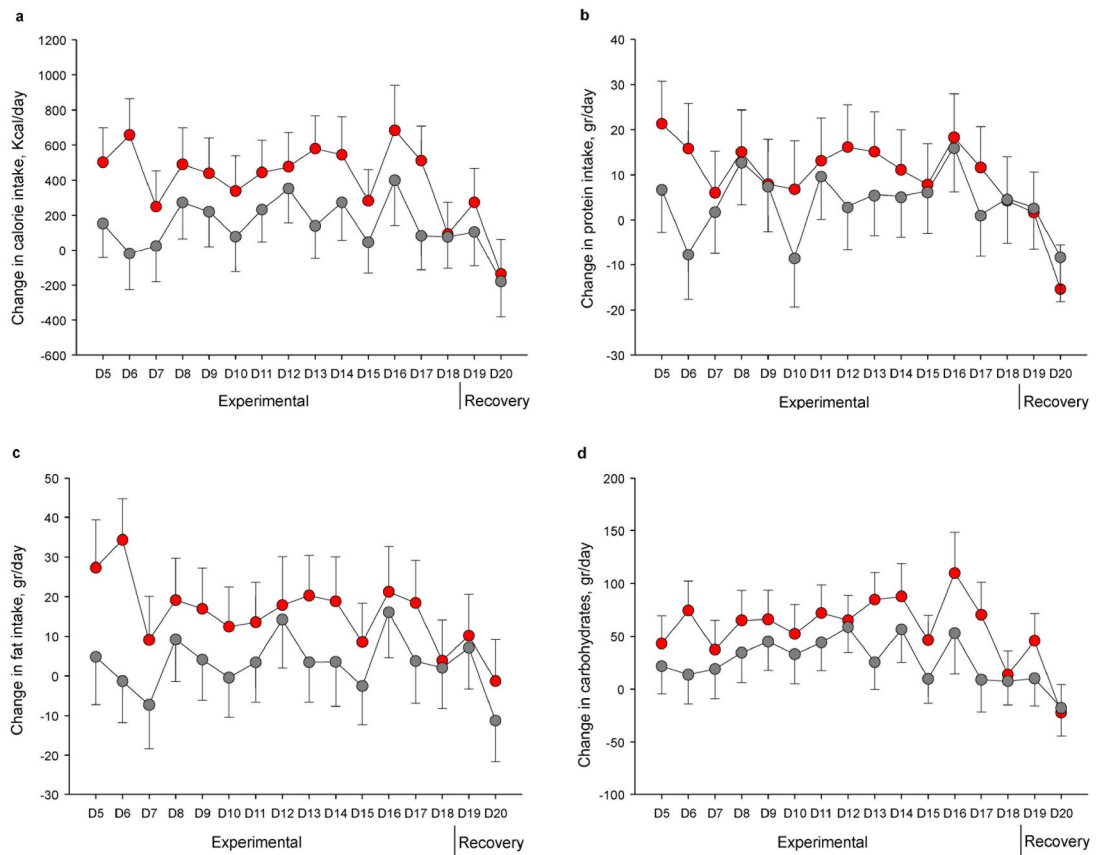 a
Change in calorie intake, Kcal/day
1200
1000
800
600
400
200
0
-200
-400
-600
D5 D6 D7 D8 D9 D10 D11 D12 D13 D14 D15 D16 D17 D18 D19 D20
Experimental Recovery
b
Change in protein intake, gr/day
40
30
20
10
0
-10
-20
-30
D5 D6 D7 D8 D9 D10 D11 D12 D13 D14 D15 D16 D17 D18 D19 D20
Experimental Recovery
c
Change in fat intake, gr/day
50
40
30
20
10
0
-10
-20
-30
D5 D6 D7 D8 D9 D10 D11 D12 D13 D14 D15 D16 D17 D18 D19 D20
Experimental Recovery
d
Change in carbohydrates, gr/day
200
150
100
50
0
-50
-100
D5 D6 D7 D8 D9 D10 D11 D12 D13 D14 D15 D16 D17 D18 D19 D20
Experimental Recovery